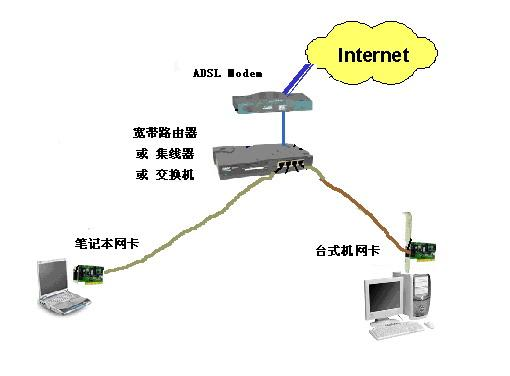 Internet
ADSL Modem
宽带路由器
或 集线器
或 交换机
笔记本网卡
台式机网卡